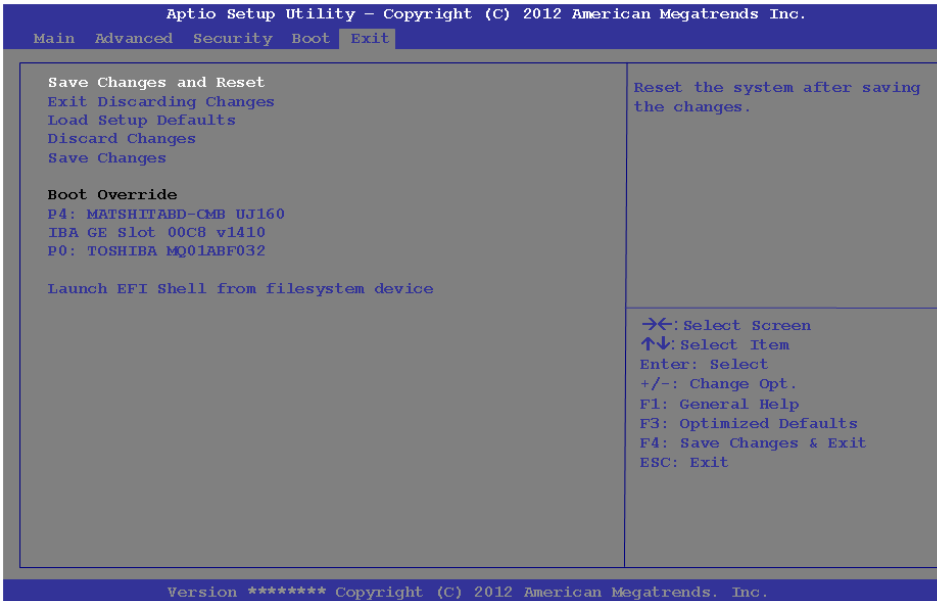 Aptio Setup Utility – Copyright (C) 2012 American Megatrends Inc.
Main Advanced Security Boot Exit
Save Changes and Reset
Exit Discarding Changes
Load Setup Defaults
Discard Changes
Save Changes
Boot Override
P4: MATSHITABD-CMB UJ160
IBA GE Slot 00C8 v1410
P0: TOSHIBA MQ01ABF032
Launch EFI Shell from filesystem device
Reset the system after saving
the changes.
→←:Select Screen
↑↓:Select Item
Enter: Select
+/-: Change Opt.
F1: General Help
F3: Optimized Defaults
F4: Save Changes & Exit
ESC: Exit
Version ******** Copyright (C) 2012 American Megatrends. Inc.